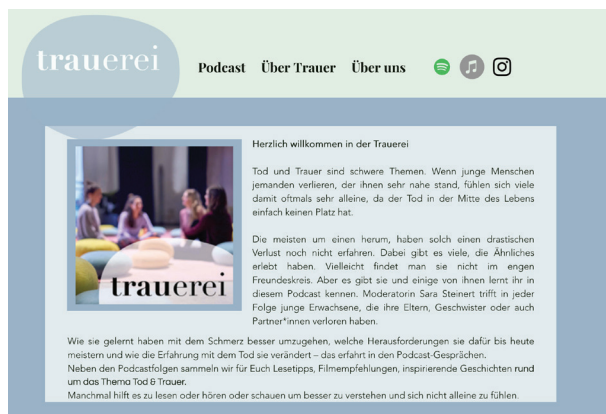 trauerei
Podcast Über Trauer Über uns
Herzlich willkommen in der Trauerei
Tod und Trauer sind schwere Themen. Wenn junge Menschen
jemanden verlieren, der ihnen sehr nahe stand, fühlen sich viele
damit oftmals sehr alleine, da der Tod in der Mitte des Lebens
einfach keinen Platz hat.
Die meisten um einen herum, haben solch einen drastischen
Verlust noch nicht erfahren. Dabei gibt es viele, die Ähnliches
erlebt haben. Vielleicht findet man sie nicht im engen
Freundeskreis. Aber es gibt sie und einige von ihnen lernt ihr in
diesem Podcast kennen. Moderatorin Sara Steinert trifft in jeder
Folge junge Erwachsene, die ihre Eltern, Geschwister oder auch
Partner*innen verloren haben.
trauerei
Wie sie gelernt haben mit dem Schmerz besser umzugehen, welche Herausforderungen sie dafür bis heute
meistern und wie die Erfahrung mit dem Tod sie verändert – das erfahrt in den Podcast-Gesprächen.
Neben den Podcastfolgen sammeln wir für Euch Lesetipps, Filmempfehlungen, inspirierende Geschichten rund
um das Thema Tod & Trauer.
Manchmal hilft es zu lesen oder hören oder schauen um besser zu verstehen und sich nicht alleine zu fühlen.